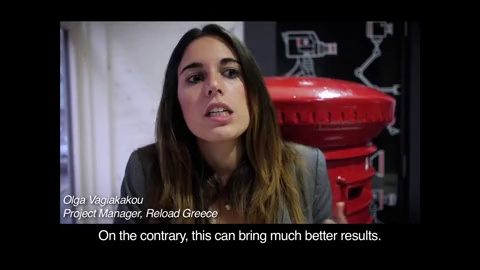 Olga Vagiakakou
Project Manager, Reload Greece
On the contrary, this can bring much better results.